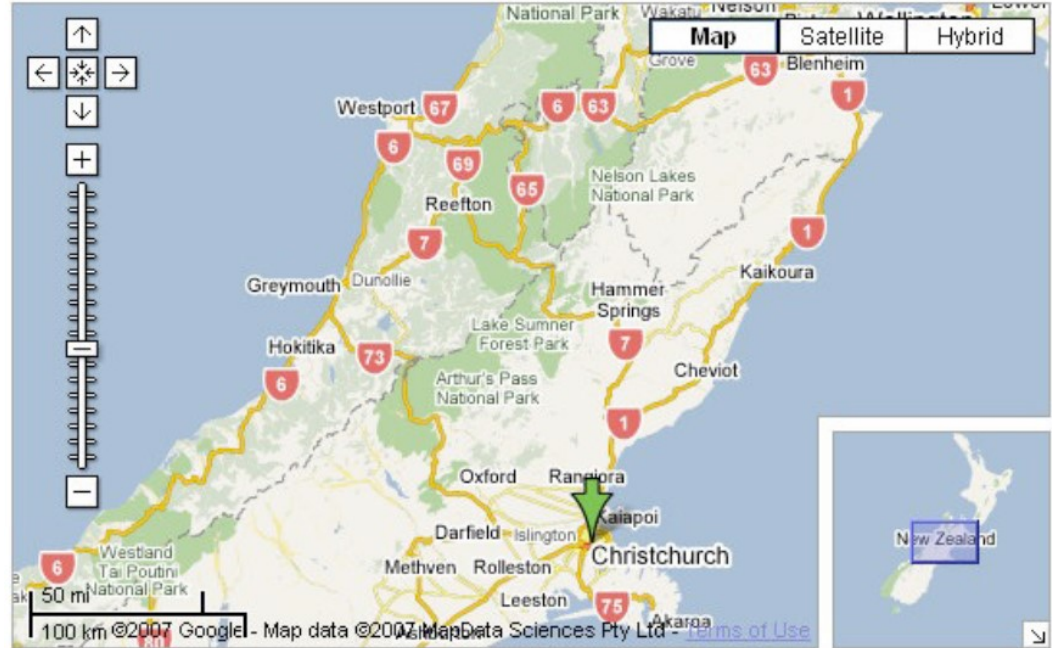 National Park
Nelson
Map
Satellite
Hybrid
Grove
63
Blenheim
1
Westport
67
6
63
6
69
65
Nelson Lakes
National Park
Reefton
7
1
Greymouth
Dunollie
Kaikoura
Hammer
Springs
Lake Sumner
Forest Park
7
Hokitika
73
6
Cheviot
Arthur's Pass
National Park
1
Oxford
Rangiora
Kaiapoi
Darfield
Islington
Christchurch
New Zealand
Westland
Tai Poutini
National Park
6
Methven
Rolleston
Leeston
75
Akaroa
50 mi
100 km
©2007 Google - Map data ©2007 MapData Sciences Pty Ltd - Terms of Use